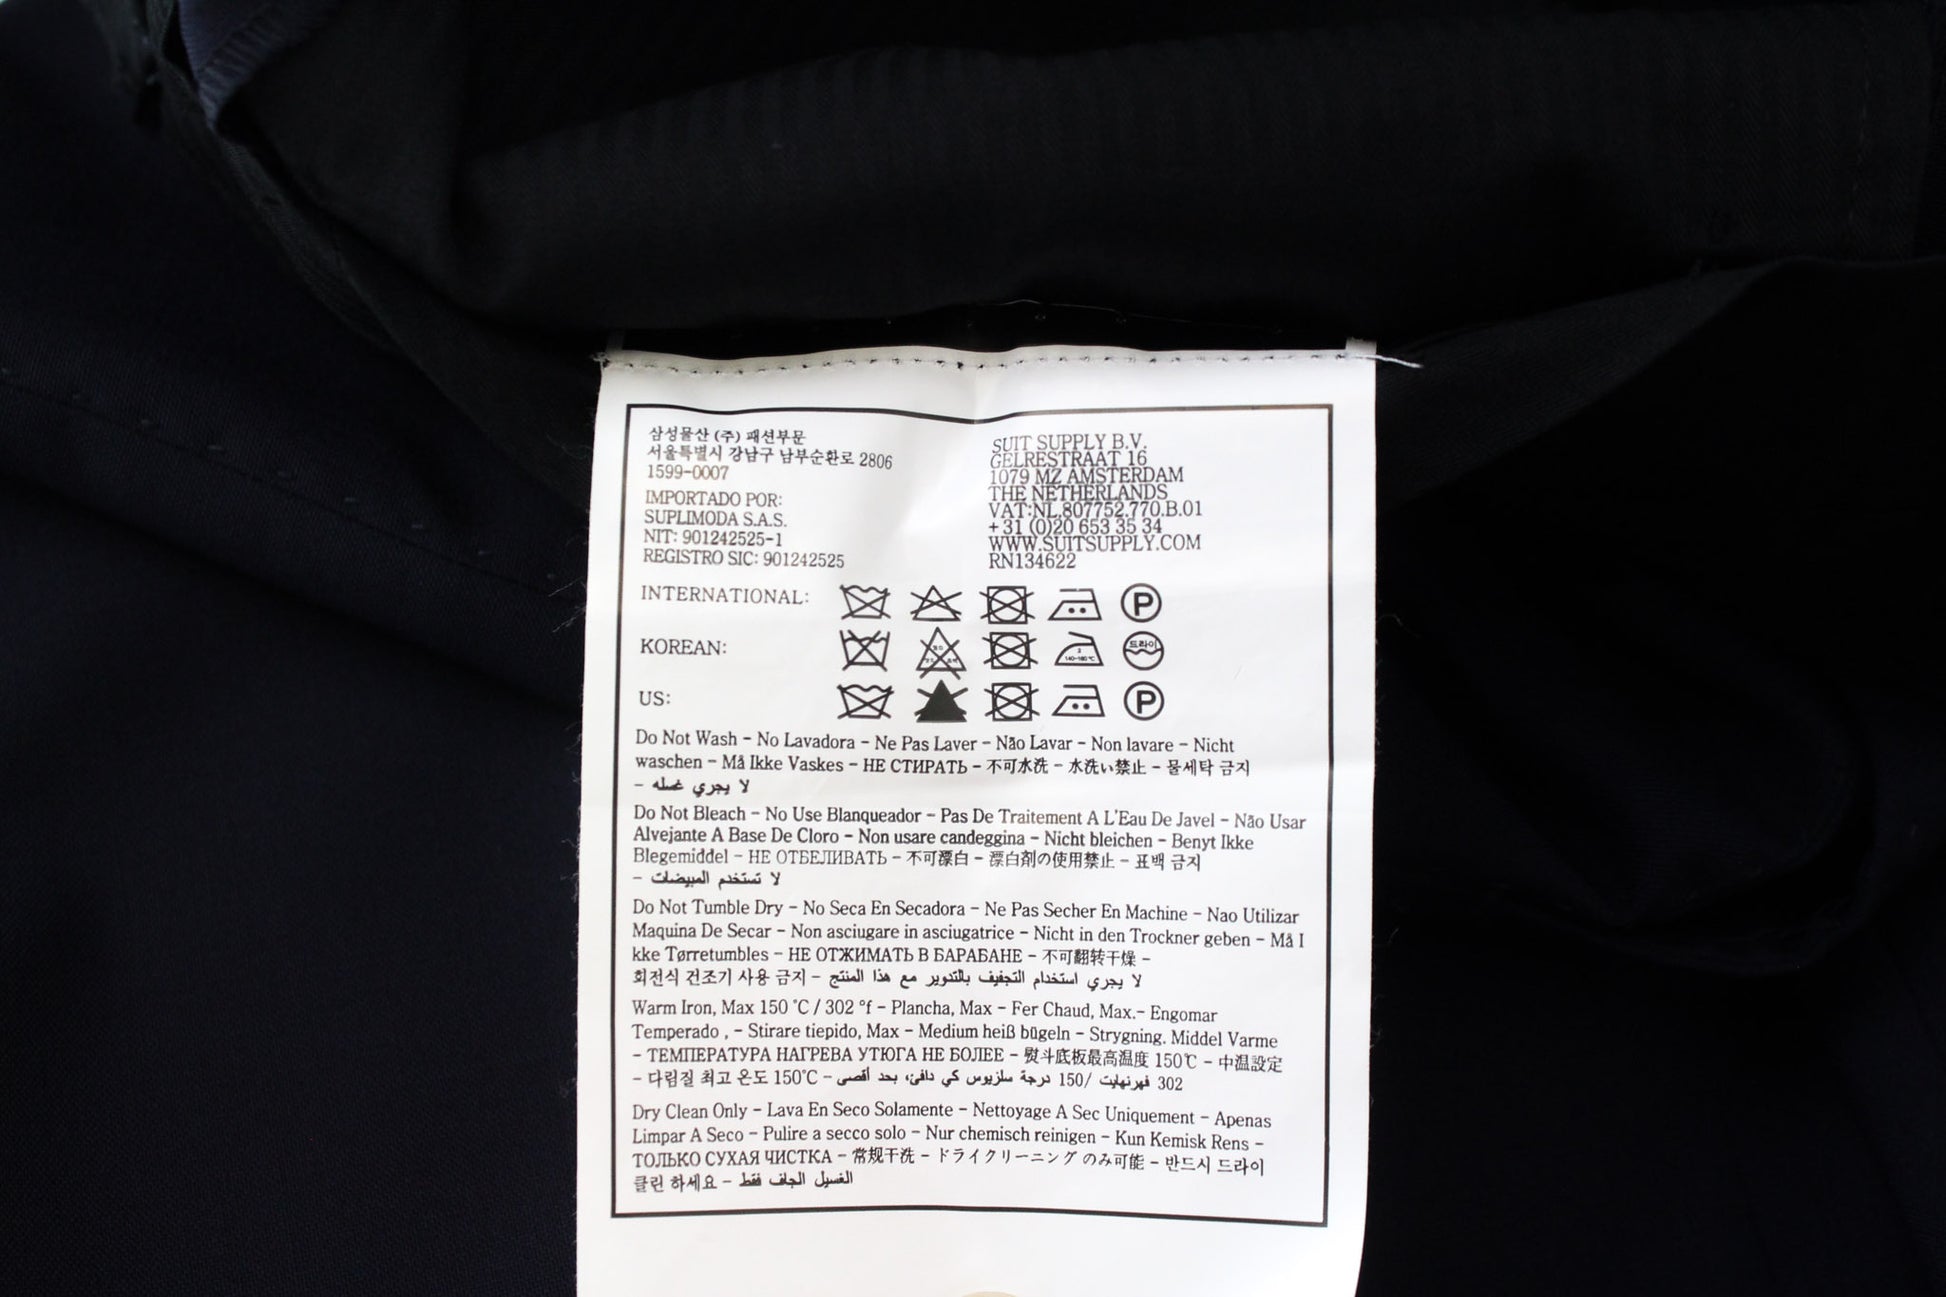 삼성물산 (주) 패션부문
서울특별시 강남구 남부순환로 2806
1599-0007
IMPORTADO POR:
SUPLIMODA S.A.S.
NIT: 901242525-1
REGISTRO SIC: 901242525
SUIT SUPPLY B.V.
GELRESTRAAT 16
1079 MZ AMSTERDAM
THE NETHERLANDS
VAT:NL.807752.770.B.01
+31 (0)20 653 35 34
WWW.SUITSUPPLY.COM
RN134622
INTERNATIONAL: P
KOREAN: 2 140~160℃ 드라이
US: P
Do Not Wash - No Lavadora - Ne Pas Laver - Não Lavar - Non lavare - Nicht
waschen - Må Ikke Vaskes - НЕ СТИРАТЬ - 不可水洗 - 水洗い禁止 - 물세탁 금지
- لا يجري غسله
Do Not Bleach - No Use Blanqueador - Pas De Traitement A L'Eau De Javel - Não Usar
Alvejante A Base De Cloro - Non usare candeggina - Nicht bleichen - Benyt Ikke
Blegemiddel - НЕ ОТБЕЛИВАТЬ - 不可漂白 - 漂白剤の使用禁止 - 표백 금지
- لا تستخدم المبيضات
Do Not Tumble Dry - No Seca En Secadora - Ne Pas Secher En Machine - Nao Utilizar
Maquina De Secar - Non asciugare in asciugatrice - Nicht in den Trockner geben - Må I
kke Tørretumbles - НЕ ОТЖИМАТЬ В БАРАБАНЕ - 不可翻转干燥 -
회전식 건조기 사용 금지 - لا يجري استخدام التجفيف بالتدوير مع هذا المنتج
Warm Iron, Max 150 ℃ / 302 °f - Plancha, Max - Fer Chaud, Max.- Engomar
Temperado , - Stirare tiepido, Max - Medium heiß bügeln - Strygning. Middel Varme
- ТЕМПЕРАТУРА НАГРЕВА УТЮГА НЕ БОЛЕЕ - 熨斗底板最高温度 150℃ - 中温設定
- 다림질 최고 온도 150℃ - كي دافئ، بحد أقصى 150/ درجة سلزيوس 302 فهرنهايت
Dry Clean Only - Lava En Seco Solamente - Nettoyage A Sec Uniquement - Apenas
Limpar A Seco - Pulire a secco solo - Nur chemisch reinigen - Kun Kemisk Rens -
ТОЛЬКО СУХАЯ ЧИСТКА - 常规干洗 - ドライクリーニング のみ可能 - 반드시 드라이
클린 하세요 - الغسيل الجاف فقط